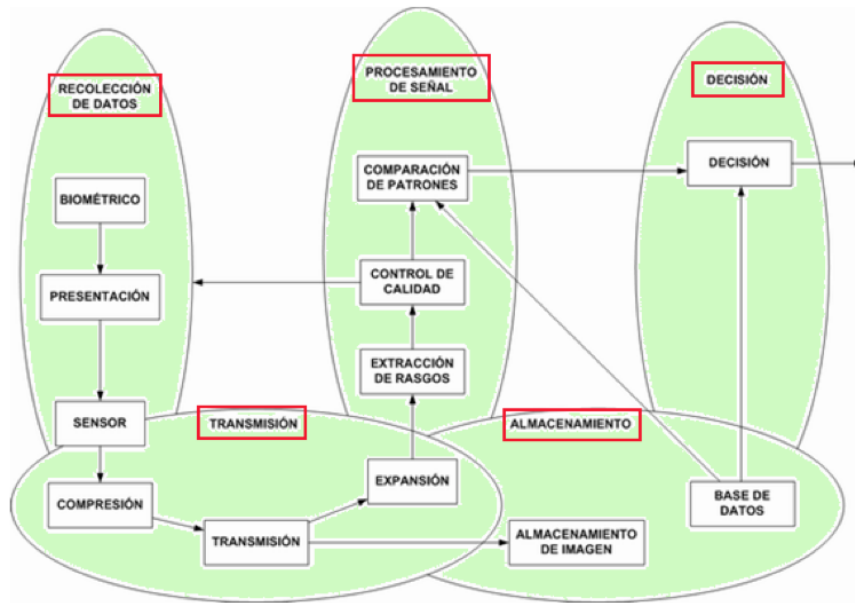 RECOLECCIÓN
DE DATOS
PROCESAMIENTO
DE SEÑAL
DECISIÓN
COMPARACIÓN
DE PATRONES
DECISIÓN
BIOMÉTRICO
CONTROL DE
CALIDAD
PRESENTACIÓN
EXTRACCIÓN
DE RASGOS
SENSOR
TRANSMISIÓN
ALMACENAMIENTO
EXPANSIÓN
COMPRESIÓN
BASE DE
DATOS
TRANSMISIÓN
ALMACENAMIENTO
DE IMAGEN